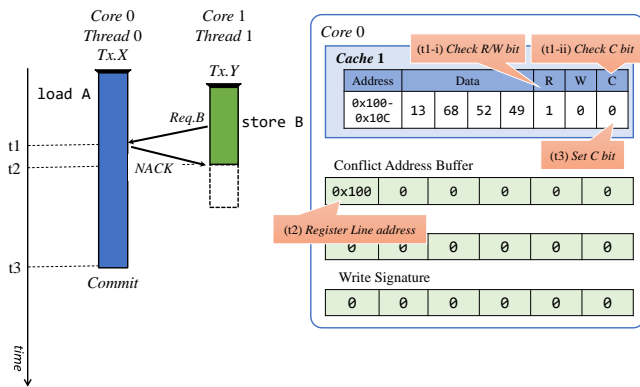 Core 0
Thread 0
Tx.X
Core 1
Thread 1
Tx.Y
load A
Req.B
store B
t1
NACK
t2
t3
Commit
time
Core 0
(t1-i) Check R/W bit
(t1-ii) Check C bit
Cache 1
Address Data R W C
0x100-
0x10C
13 68 52 49 1 0 0
(t3) Set C bit
Conflict Address Buffer
0x100 0 0 0 0 0
(t2) Register Line address
0 0 0 0 0 0
Write Signature
0 0 0 0 0 0